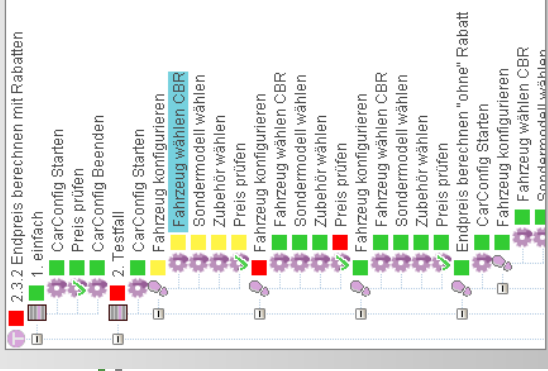 2.3.2 Endpreis berechnen mit Rabatten
1. einfach
CarConfig Starten
Preis prüfen
CarConfig Beenden
2. Testfall
CarConfig Starten
Fahrzeug konfigurieren
Fahrzeug wählen CBR
Sondermodell wählen
Zubehör wählen
Preis prüfen
Fahrzeug konfigurieren
Fahrzeug wählen CBR
Sondermodell wählen
Zubehör wählen
Preis prüfen
Fahrzeug konfigurieren
Fahrzeug wählen CBR
Sondermodell wählen
Zubehör wählen
Preis prüfen
Endpreis berechnen "ohne" Rabatt
CarConfig Starten
Fahrzeug konfigurieren
Fahrzeug wählen CBR
Sondermodell wählen